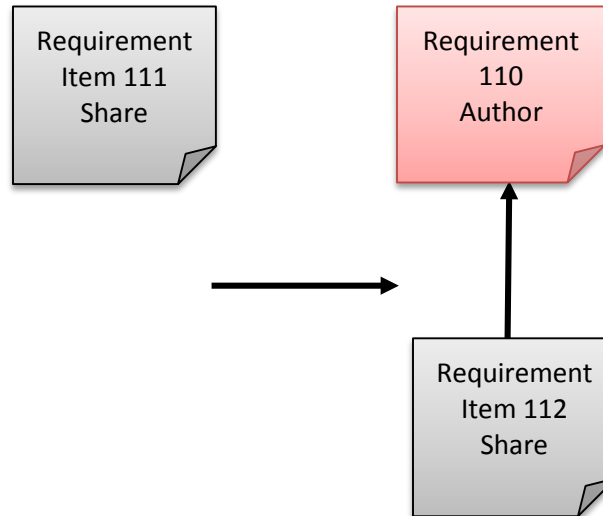 Requirement
Item 111
Share
Requirement
110
Author
Requirement
Item 112
Share